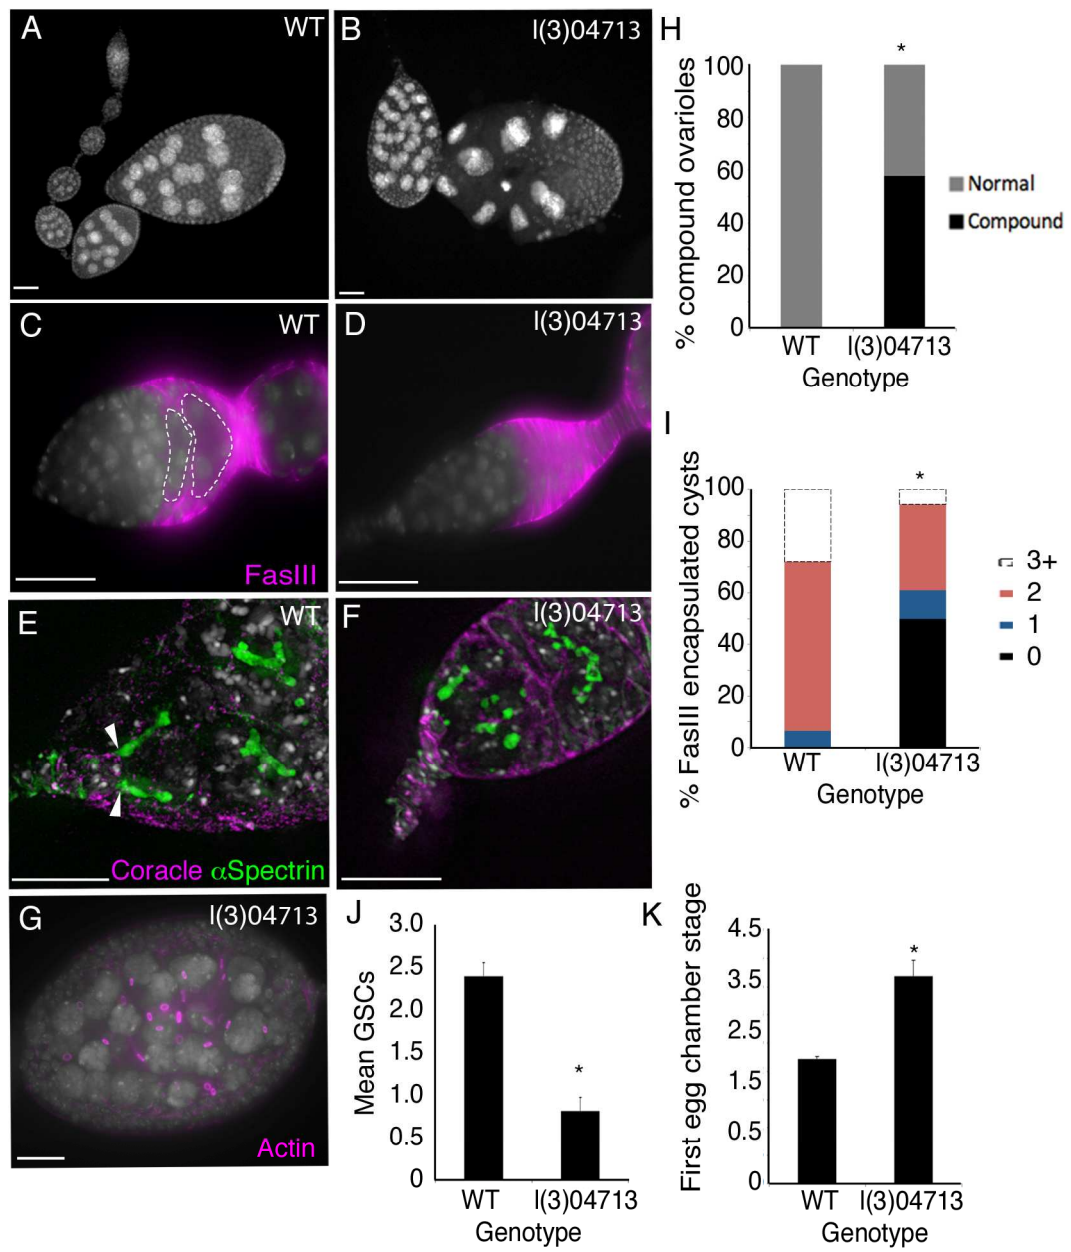 A WT
B l(3)04713
C WT
FasIII
D l(3)04713
E WT
Coracle αSpectrin
F l(3)04713
G l(3)04713
Actin
H
% compound ovarioles
*
100
80
60
40
20
0
WT l(3)04713
Genotype
Normal
Compound
I
% FasIII encapsulated cysts
*
100
80
60
40
20
0
WT l(3)04713
Genotype
3+
2
1
0
J
Mean GSCs
3.0
2.5
2.0
1.5
1.0
0.5
0
*
WT l(3)04713
Genotype
K
First egg chamber stage
4.5
3.5
2.5
1.5
0.5
0
*
WT l(3)04713
Genotype